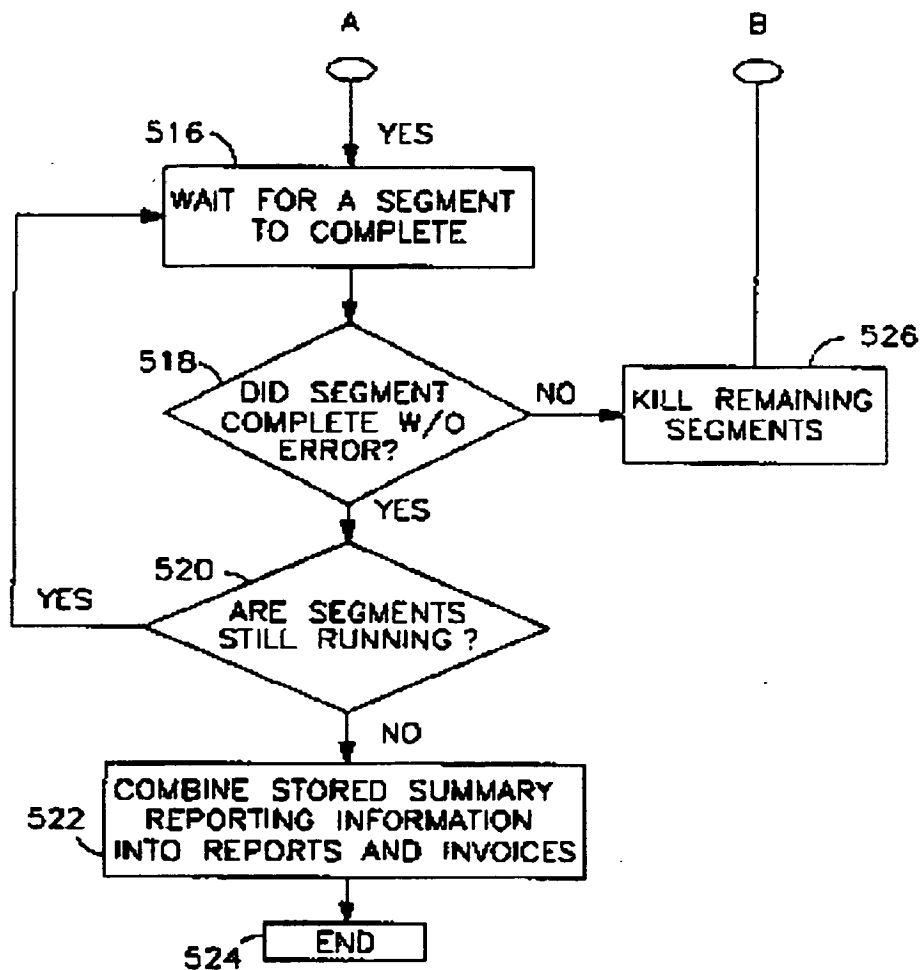 A
B
YES
516
WAIT FOR A SEGMENT
TO COMPLETE
526
518
DID SEGMENT
COMPLETE W/O
ERROR?
NO
KILL REMAINING
SEGMENTS
YES
520
YES
ARE SEGMENTS
STILL RUNNING ?
NO
522
COMBINE STORED SUMMARY
REPORTING INFORMATION
INTO REPORTS AND INVOICES
524
END